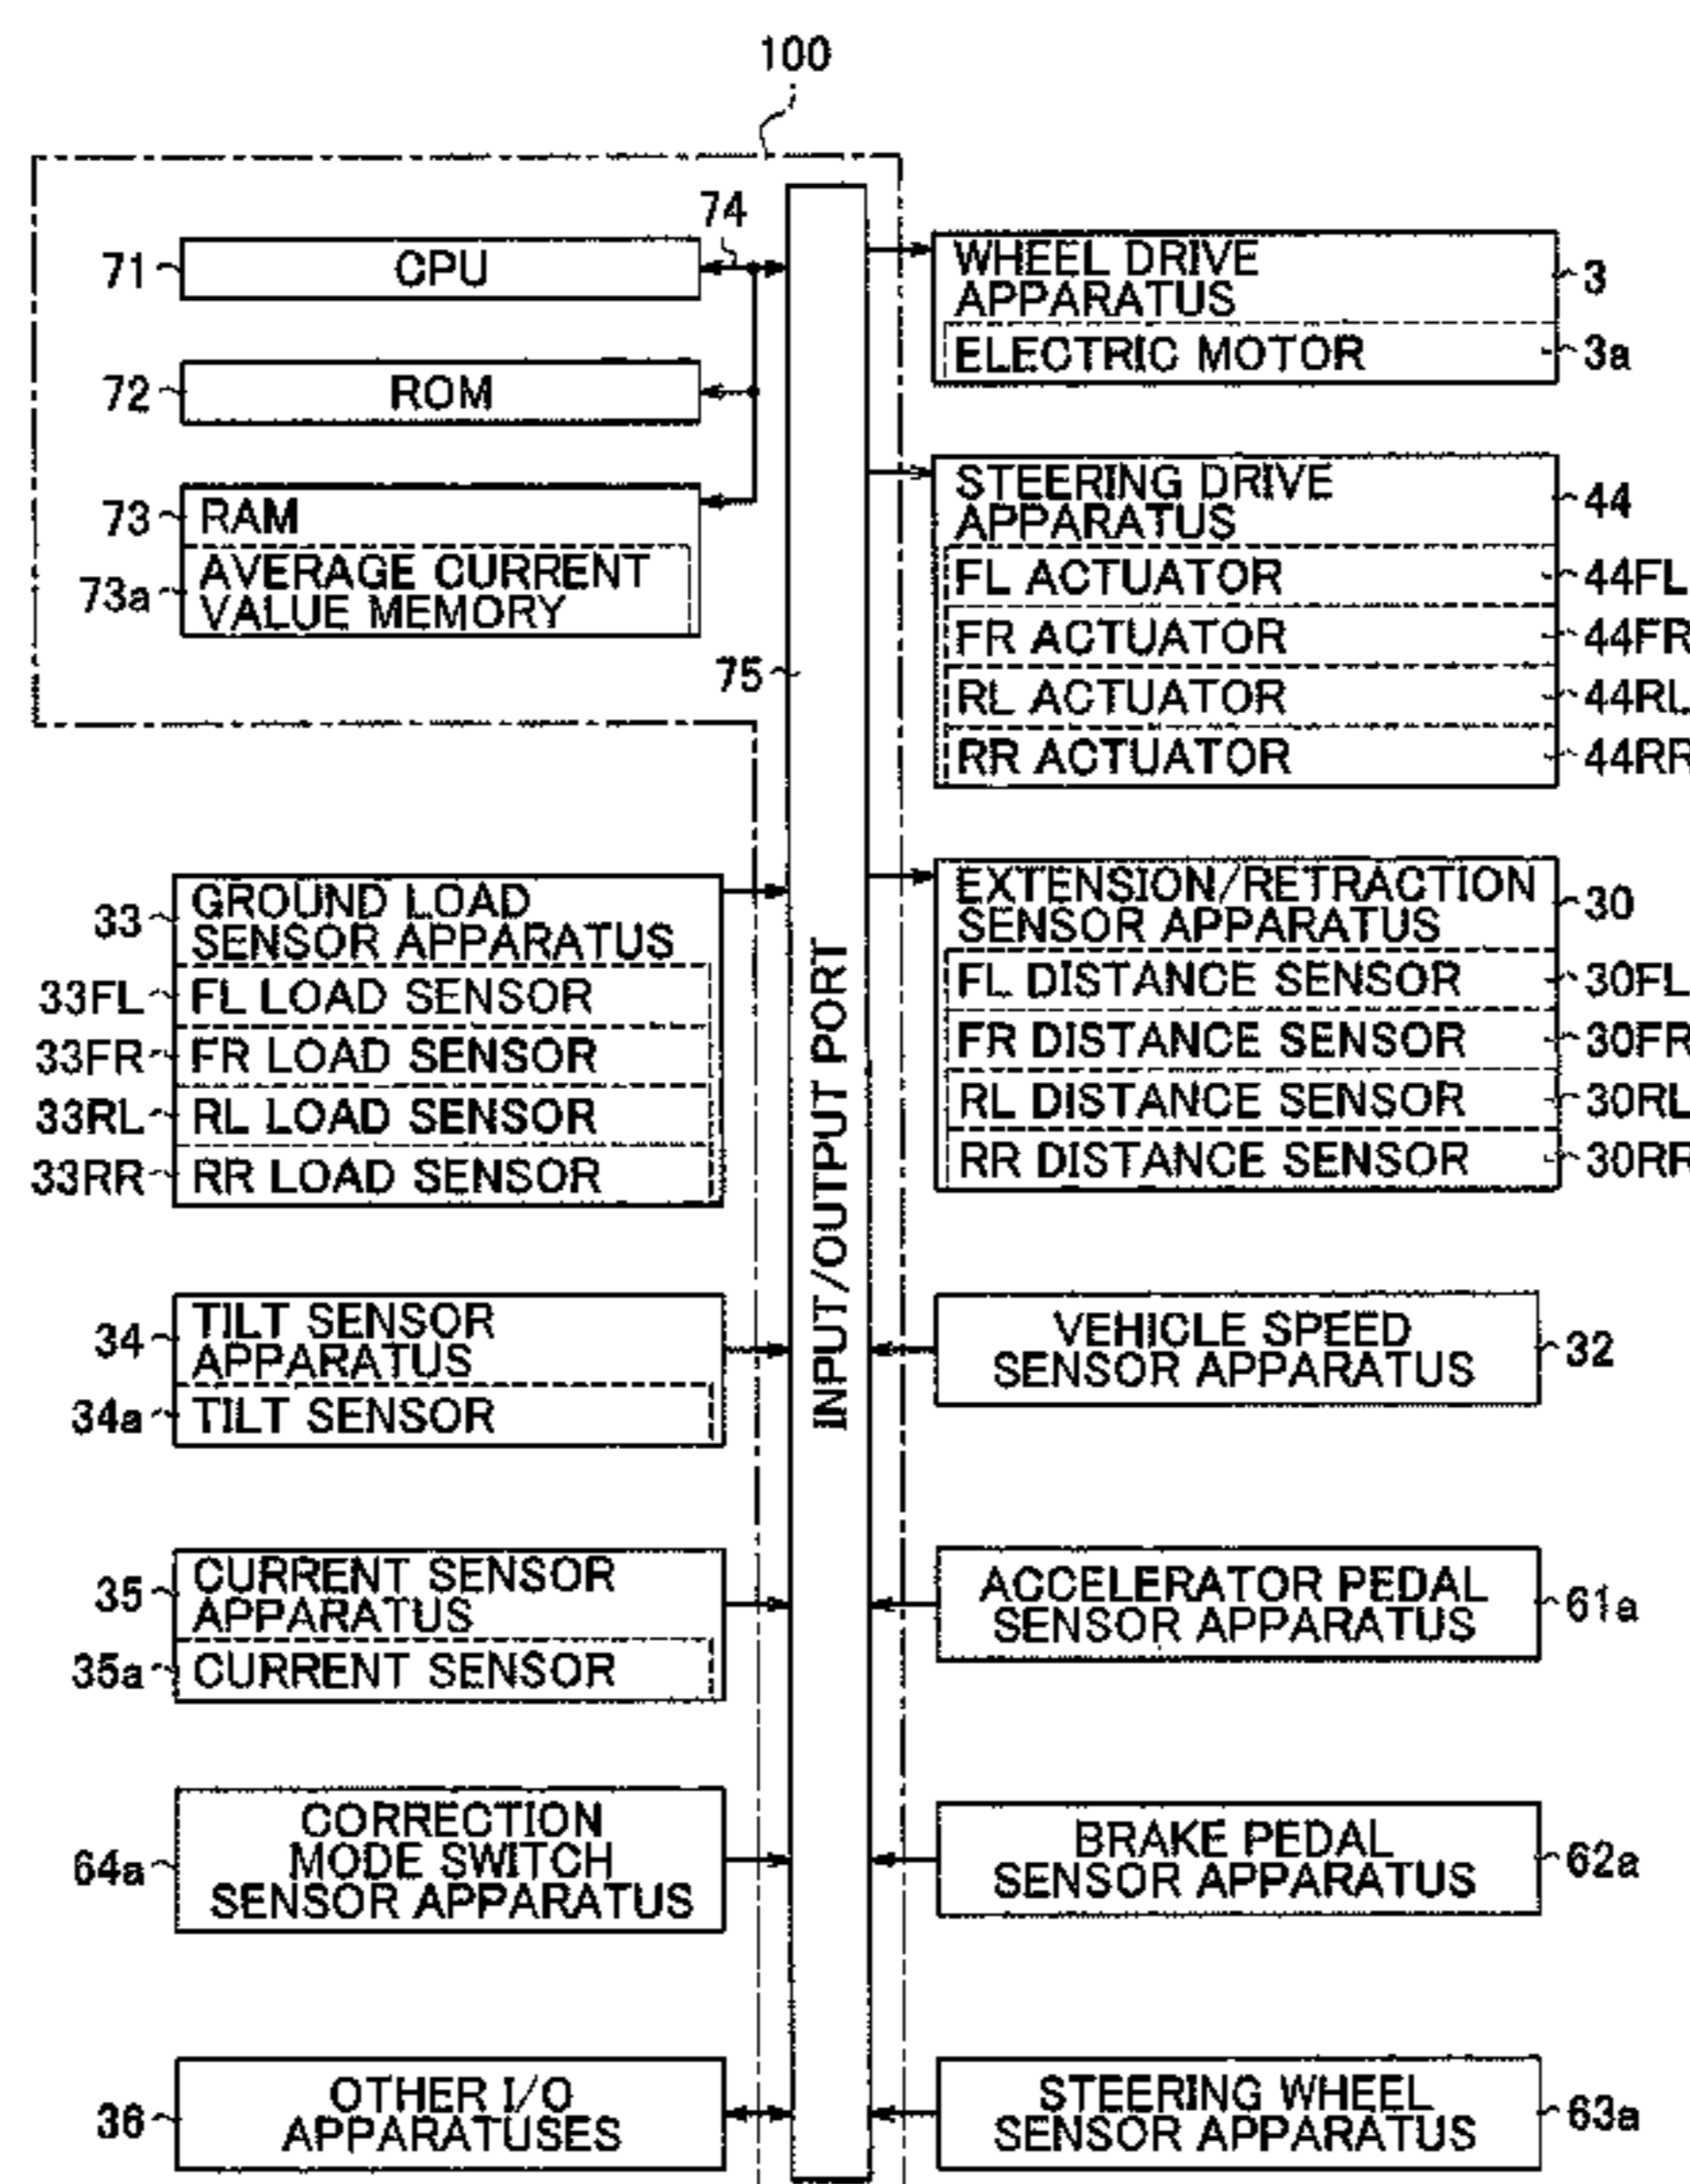 100
74
71
CPU
72
ROM
73
RAM
73a
AVERAGE CURRENT
VALUE MEMORY
75
INPUT/OUTPUT PORT
33
GROUND LOAD
SENSOR APPARATUS
33FL
FL LOAD SENSOR
33FR
FR LOAD SENSOR
33RL
RL LOAD SENSOR
33RR
RR LOAD SENSOR
34
TILT SENSOR
APPARATUS
34a
TILT SENSOR
35
CURRENT SENSOR
APPARATUS
35a
CURRENT SENSOR
64a
CORRECTION
MODE SWITCH
SENSOR APPARATUS
36
OTHER I/O
APPARATUSES
WHEEL DRIVE
APPARATUS
3
ELECTRIC MOTOR
3a
STEERING DRIVE
APPARATUS
44
FL ACTUATOR
44FL
FR ACTUATOR
44FR
RL ACTUATOR
44RL
RR ACTUATOR
44RR
EXTENSION/RETRACTION
SENSOR APPARATUS
30
FL DISTANCE SENSOR
30FL
FR DISTANCE SENSOR
30FR
RL DISTANCE SENSOR
30RL
RR DISTANCE SENSOR
30RR
VEHICLE SPEED
SENSOR APPARATUS
32
ACCELERATOR PEDAL
SENSOR APPARATUS
61a
BRAKE PEDAL
SENSOR APPARATUS
62a
STEERING WHEEL
SENSOR APPARATUS
63a